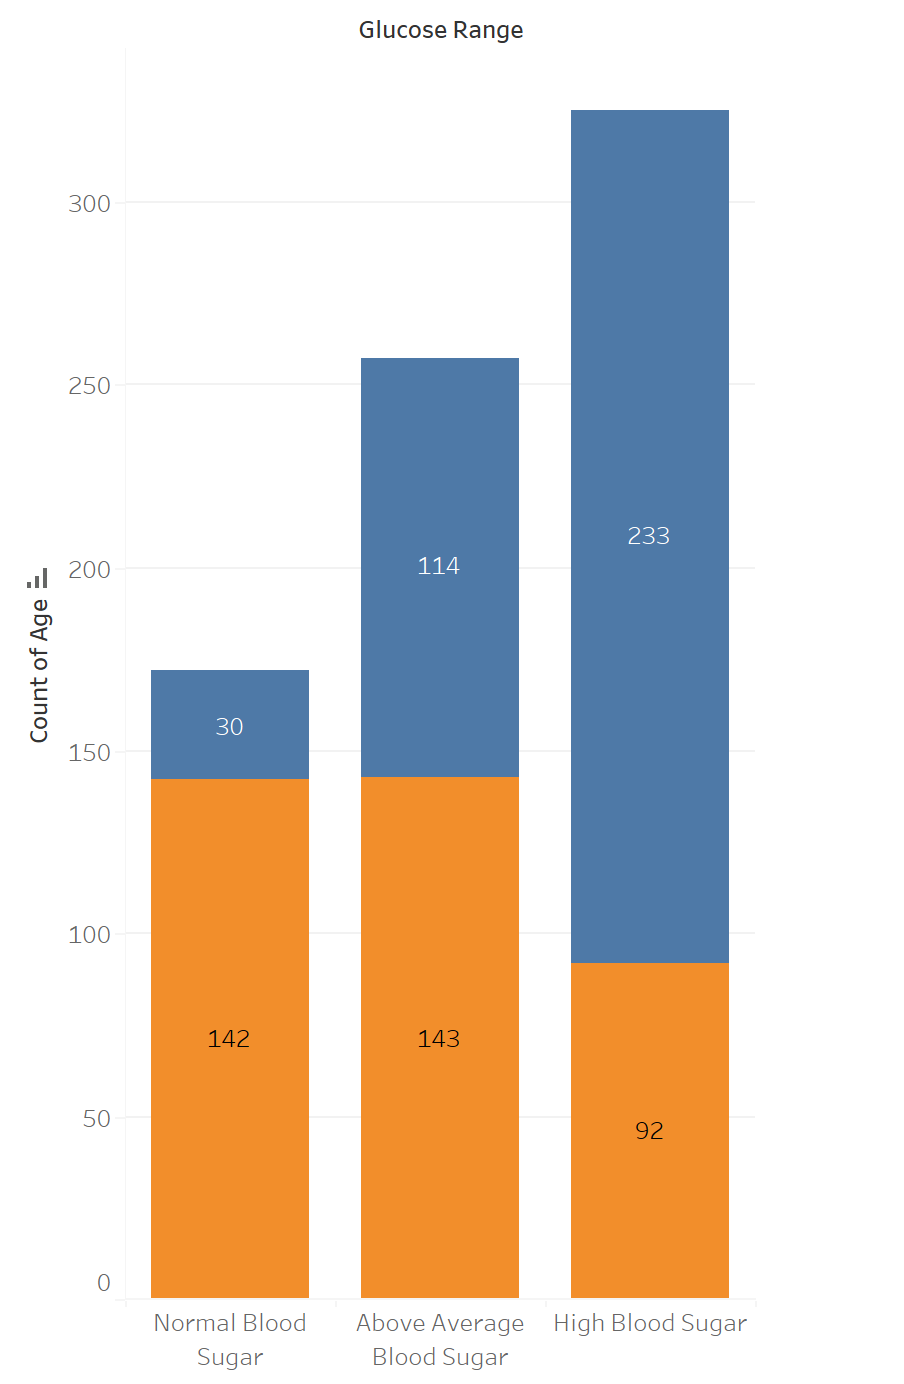 Glucose Range
300
250
200
150
100
50
0
Count of Age
30
142
114
143
233
92
Normal Blood
Sugar
Above Average
Blood Sugar
High Blood Sugar